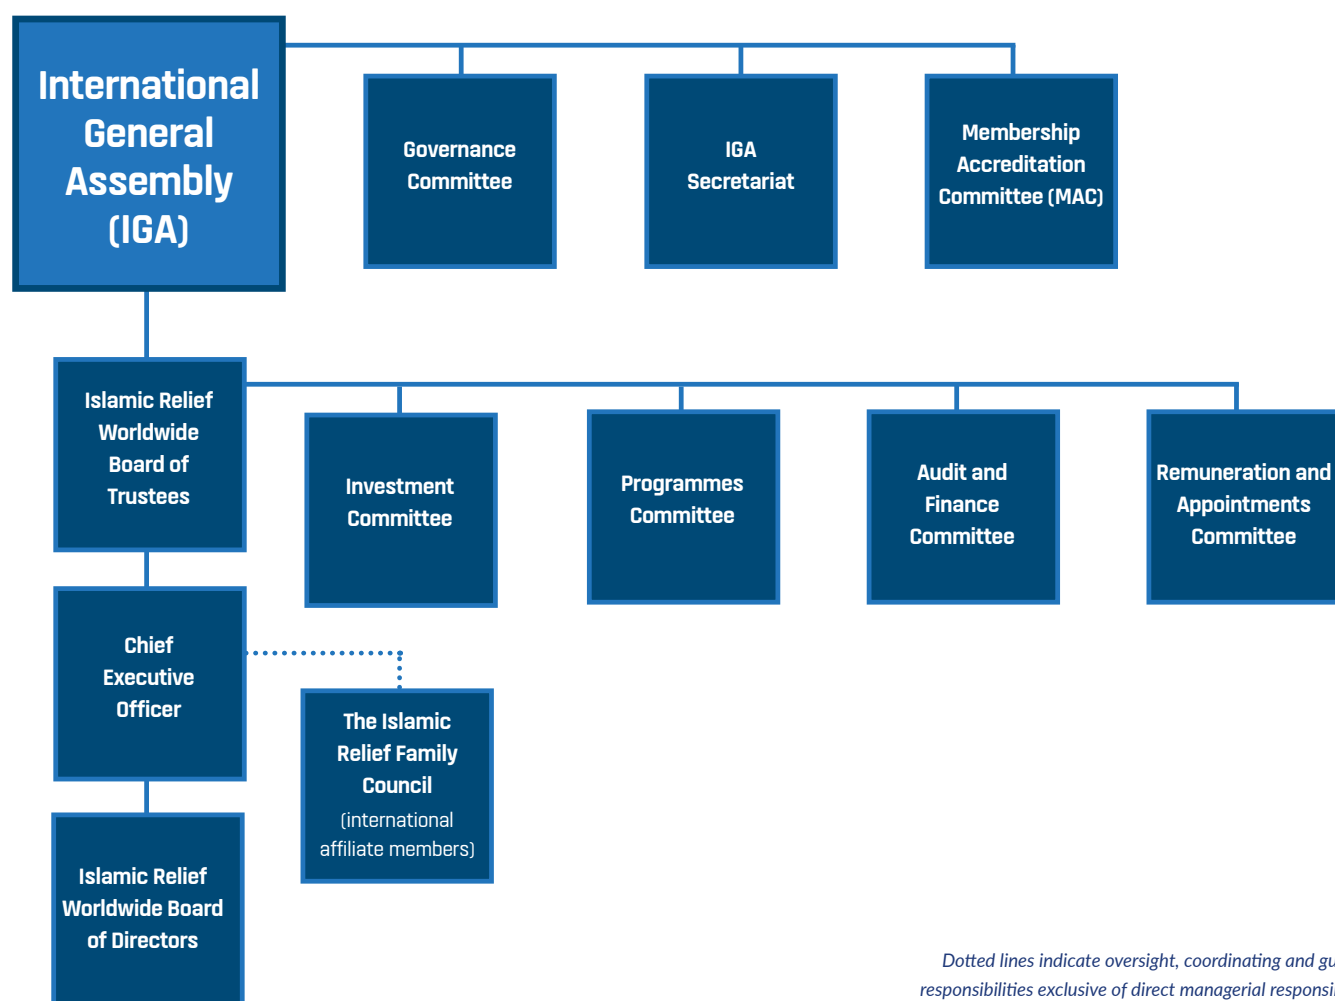 International
General
Assembly
(IGA)
Governance
Committee
IGA
Secretariat
Membership
Accreditation
Committee (MAC)
Islamic Relief
Worldwide
Board of
Trustees
Investment
Committee
Programmes
Committee
Audit and
Finance
Committee
Remuneration and
Appointments
Committee
Chief
Executive
Officer
The Islamic
Relief Family
Council
(international
affiliate members)
Islamic Relief
Worldwide Board
of Directors
Dotted lines indicate oversight, coordinating and
responsibilities exclusive of direct managerial